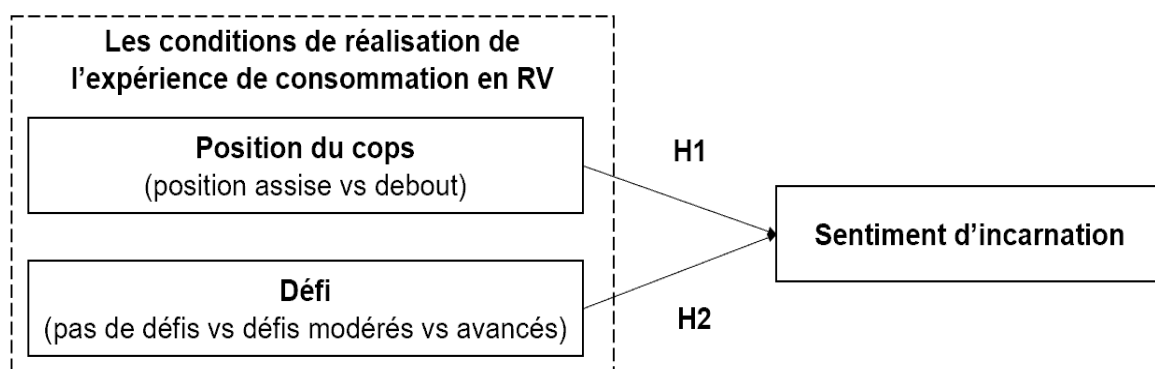 Les conditions de réalisation de
l'expérience de consommation en RV
Position du cops
(position assise vs debout)
H1
Sentiment d'incarnation
Défi
(pas de défis vs défis modérés vs avancés)
H2